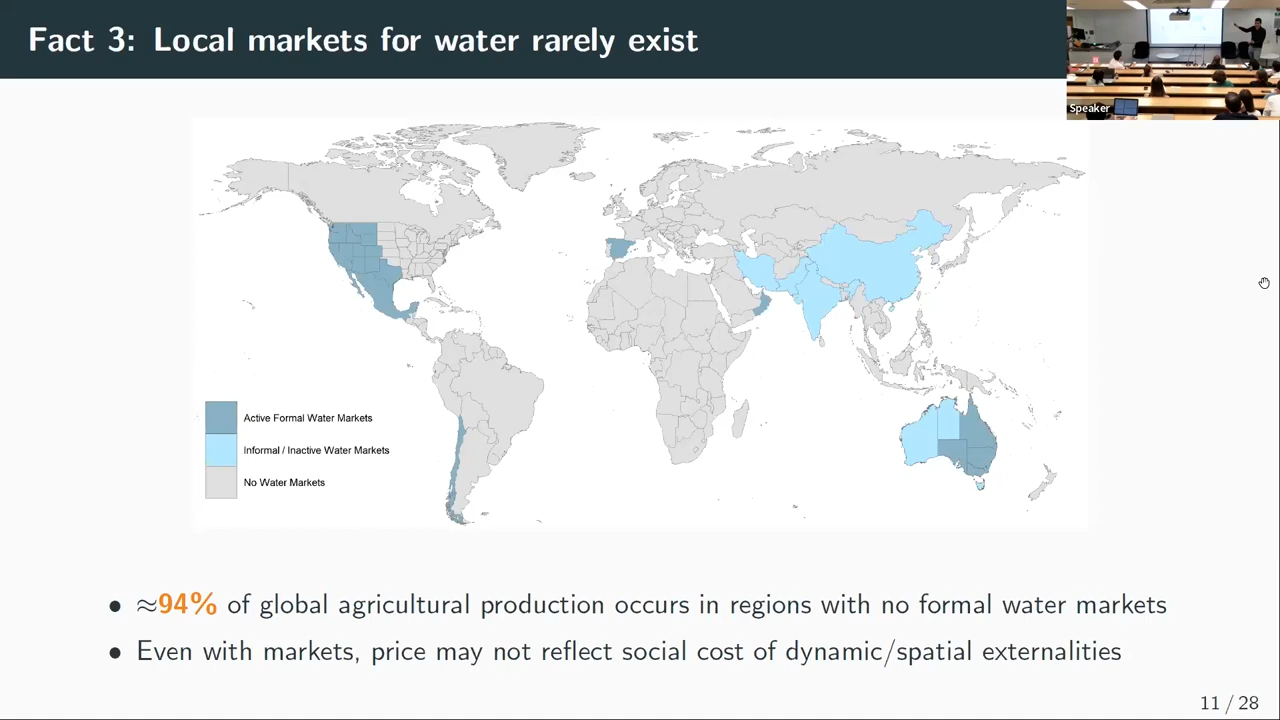 Fact 3: Local markets for water rarely exist
Speaker
Active Formal Water Markets
Informal / Inactive Water Markets
No Water Markets
• ≈94% of global agricultural production occurs in regions with no formal water markets
• Even with markets, price may not reflect social cost of dynamic/spatial externalities
11 / 28